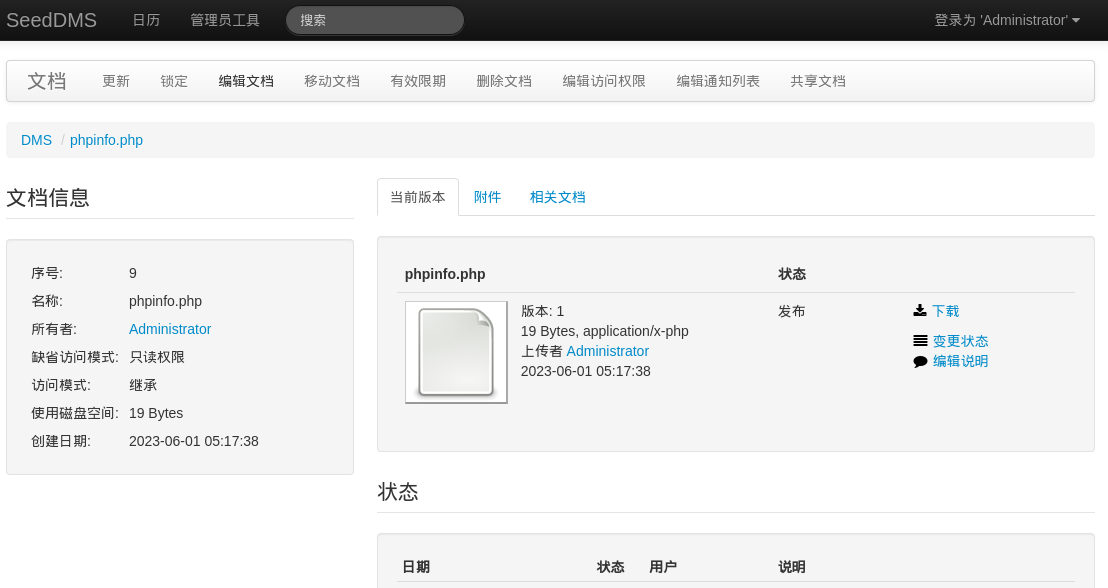 SeedDMS 日历 管理员工具 搜索 登录为 'Administrator'
文档 更新 锁定 编辑文档 移动文档 有效限期 删除文档 编辑访问权限 编辑通知列表 共享文档
DMS / phpinfo.php
文档信息
序号: 9
名称: phpinfo.php
所有者: Administrator
缺省访问模式: 只读权限
访问模式: 继承
使用磁盘空间: 19 Bytes
创建日期: 2023-06-01 05:17:38
当前版本 附件 相关文档
phpinfo.php 状态
版本: 1 发布 下载
19 Bytes, application/x-php
变更状态
上传者 Administrator
编辑说明
2023-06-01 05:17:38
状态
日期 状态 用户 说明